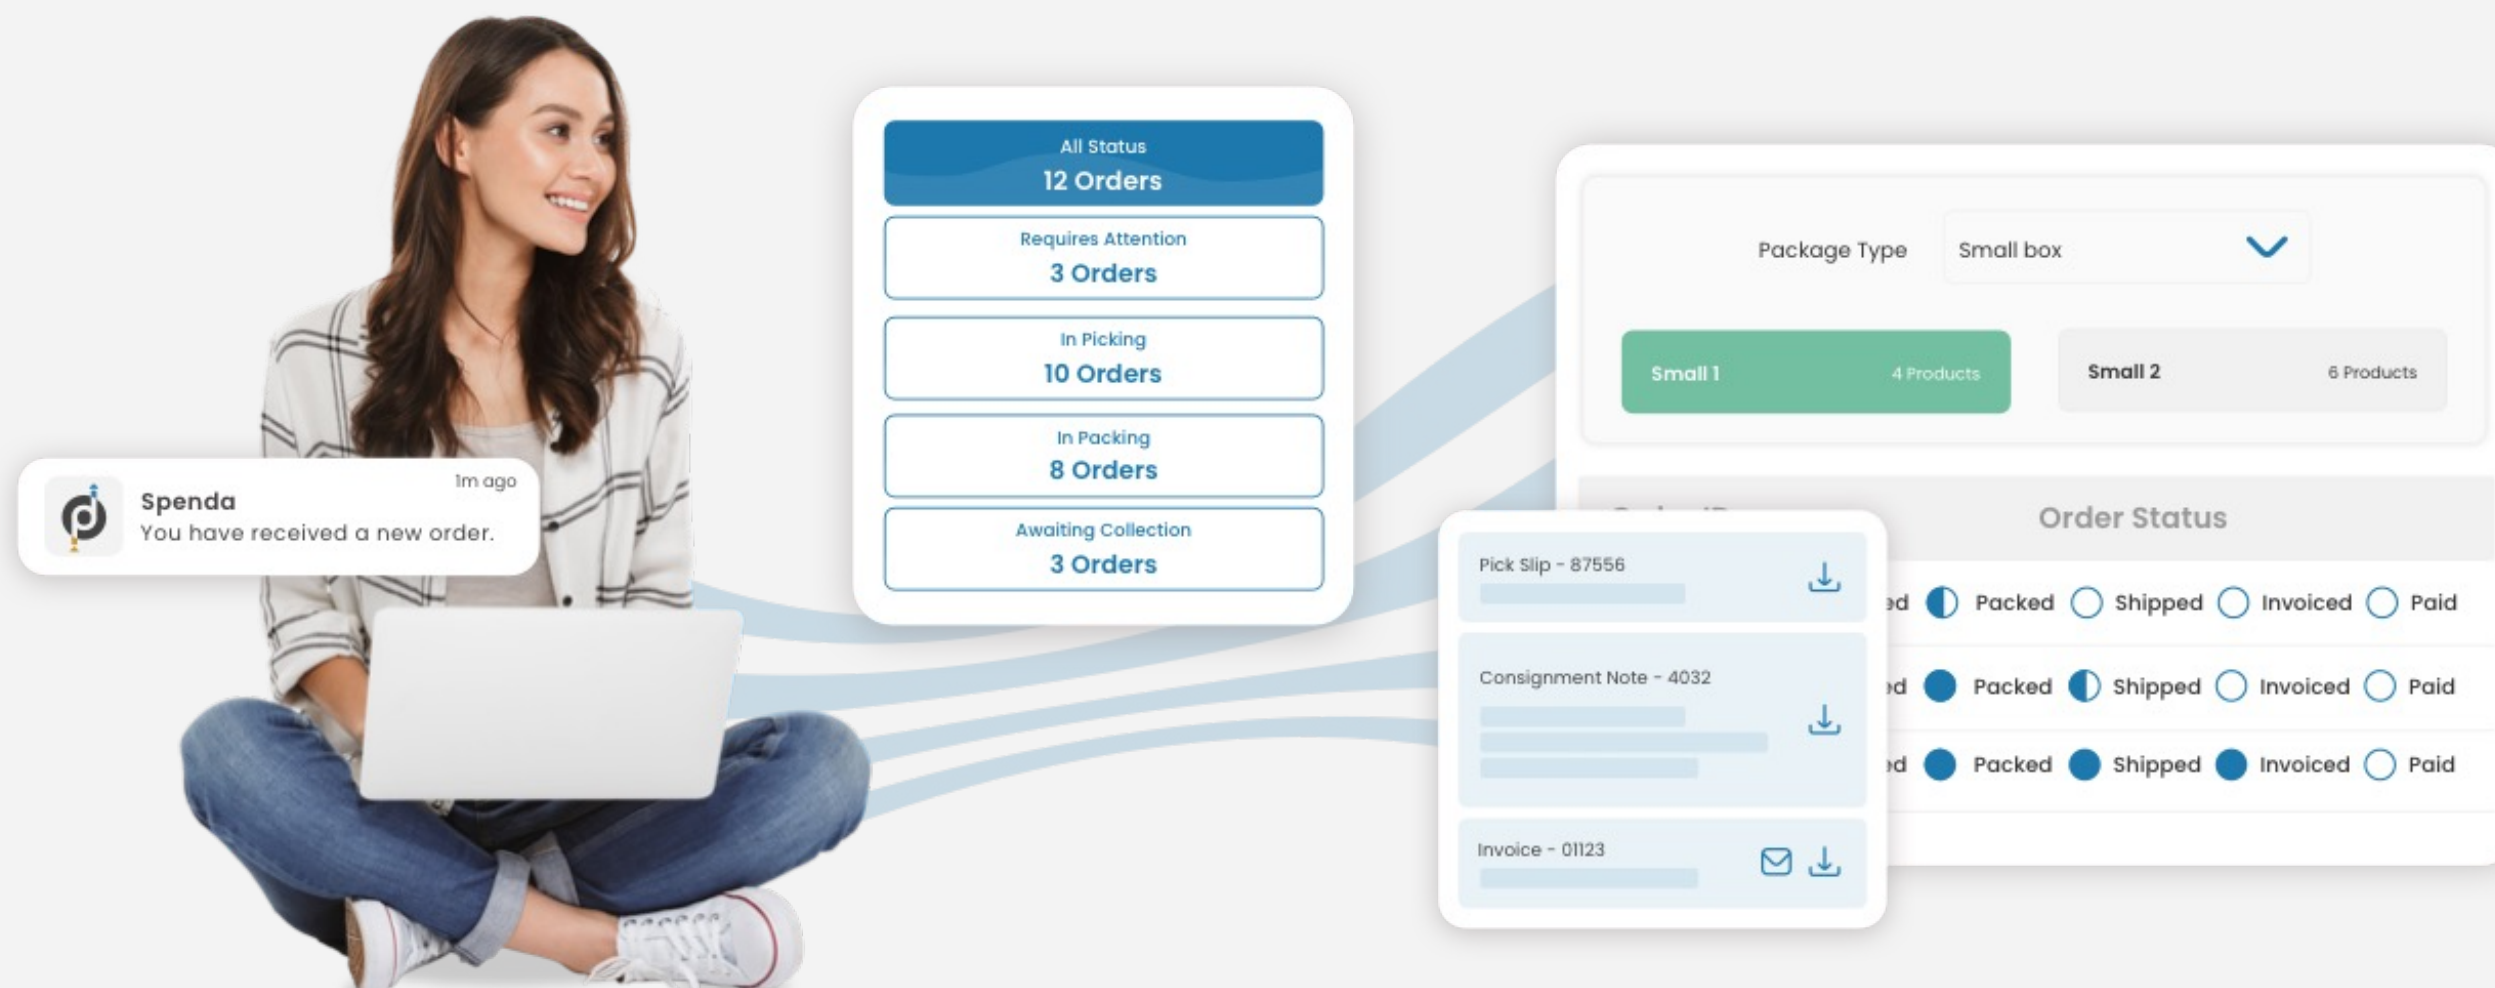 1m ago
Spenda
You have received a new order.
All Status
12 Orders
Requires Attention
3 Orders
In Picking
10 Orders
In Packing
8 Orders
Awaiting Collection
3 Orders
Package Type Small box
Small 1 4 Products Small 2 6 Products
Order Status
Packed Shipped Invoiced Paid
Packed Shipped Invoiced Paid
Packed Shipped Invoiced Paid
Pick Slip - 87556
Consignment Note - 4032
Invoice - 01123